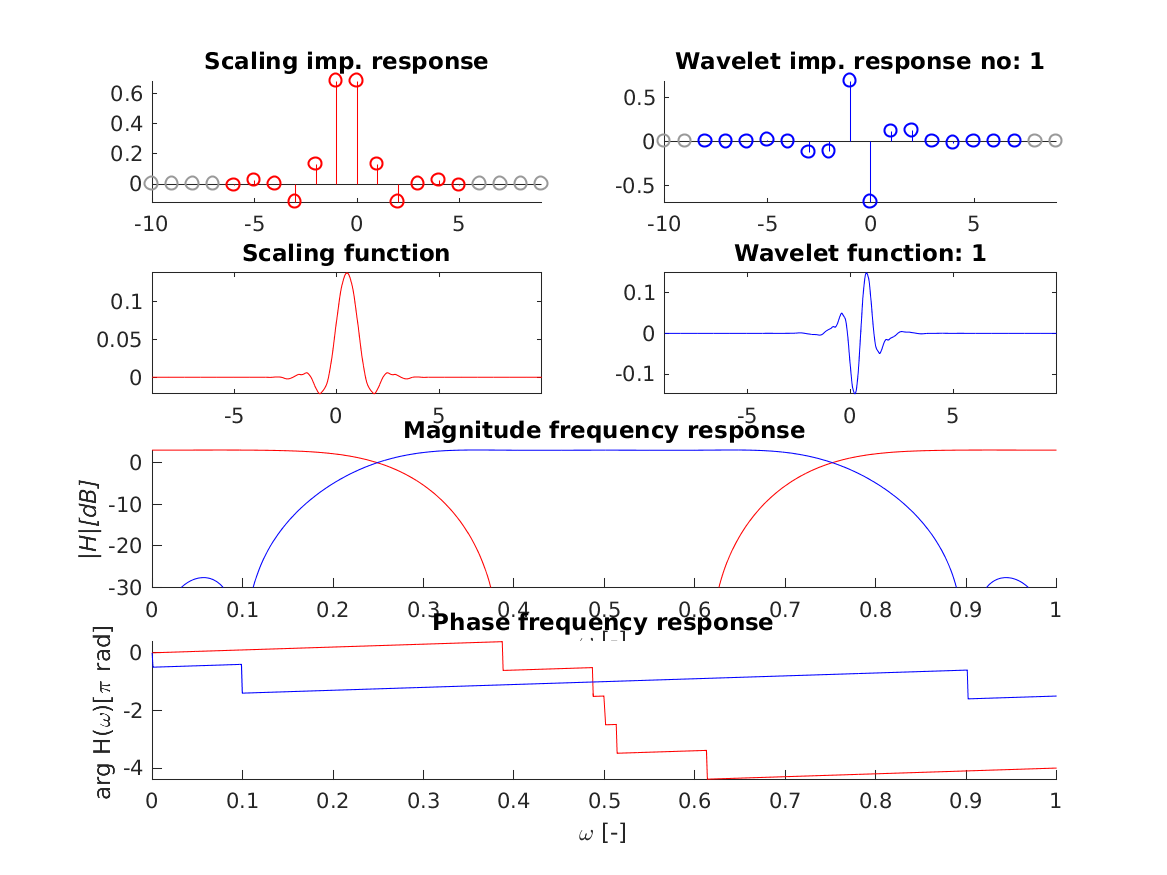 Scaling imp. response
0.6
0.4
0.2
0
-10 -5 0 5
Wavelet imp. response no: 1
0.5
0
-0.5
-10 -5 0 5
Scaling function
0.1
0.05
0
-5 0 5
Wavelet function: 1
0.1
0
-0.1
-5 0 5
Magnitude frequency response
|H|[dB]
0
-10
-20
-30
0 0.1 0.2 0.3 0.4 0.5 0.6 0.7 0.8 0.9 1
Phase frequency response
arg H(ω)[π rad]
0
-2
-4
0 0.1 0.2 0.3 0.4 0.5 0.6 0.7 0.8 0.9 1
ω [-]